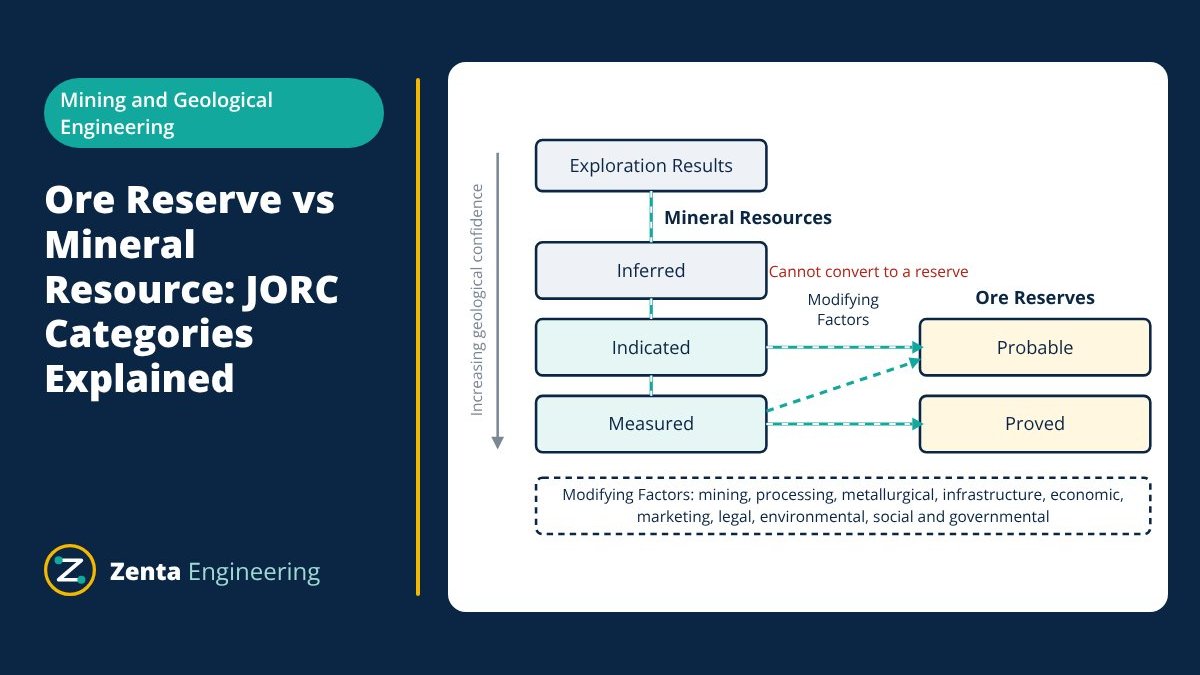 Mining and Geological
Engineering
Ore Reserve vs
Mineral
Resource: JORC
Categories
Explained
Zenta Engineering
Increasing geological confidence
Exploration Results
Mineral Resources
Inferred
Cannot convert to a reserve
Modifying
Factors
Ore Reserves
Indicated
Probable
Measured
Proved
Modifying Factors: mining, processing, metallurgical, infrastructure, economic,
marketing, legal, environmental, social and governmental